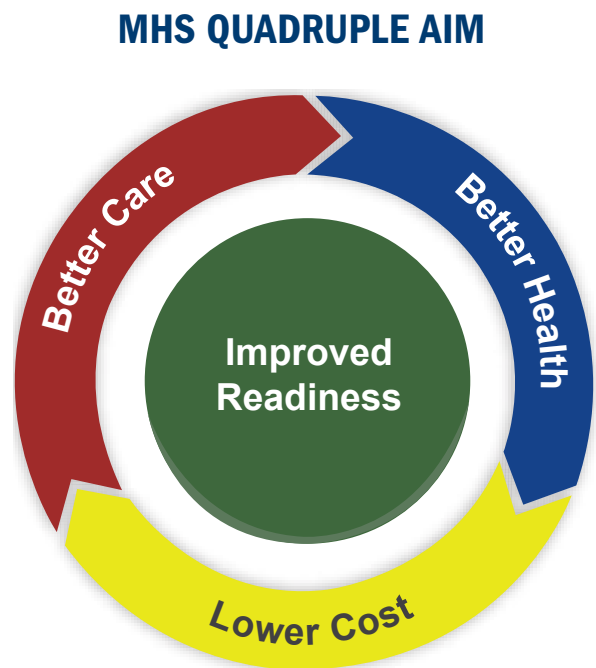 MHS QUADRUPLE AIM
Better Care
Better Health
Improved
Readiness
Lower Cost